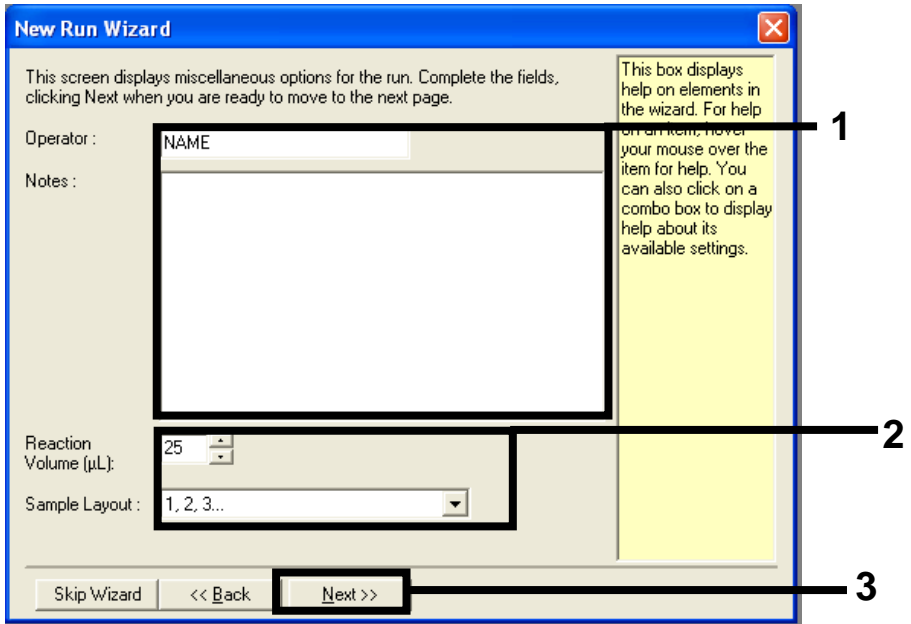 New Run Wizard
This screen displays miscellaneous options for the run. Complete the fields,
clicking Next when you are ready to move to the next page.
This box displays
help on elements in
the wizard. For help
on an item, hover
your mouse over the
item for help. You
can also click on a
combo box to display
help about its
available settings.
1
Operator :
NAME
Notes :
2
Reaction
Volume (µL):
25
Sample Layout :
1, 2, 3...
Skip Wizard
<< Back
Next >>
3